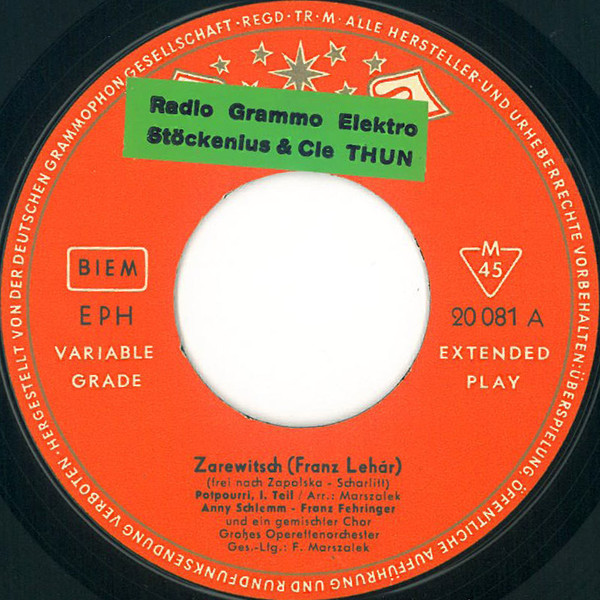 HERGESTELLT VON DER DEUTSCHEN GRAMMOPHON GESELLSCHAFT · REGD · TR · M · ALLE HERSTELLER- UND URHEBERRECHTE VORBEHALTEN: ÜBERSPIELUNG, ÖFFENTLICHE AUFFÜHRUNG UND RUNDFUNKSENDUNG VERBOTEN ·
Radio Grammo Elektro
Stöckenius & Cie THUN
BIEM
EPH
VARIABLE
GRADE
M
45
20 081 A
EXTENDED
PLAY
Zarewitsch (Franz Lehár)
(frei nach Zapolska - Scharlitt)
Potpourri, I. Teil / Arr.: Marszalek
Anny Schlemm - Franz Fehringer
und ein gemischter Chor
Großes Operettenorchester
Ges.-Ltg.: F. Marszalek